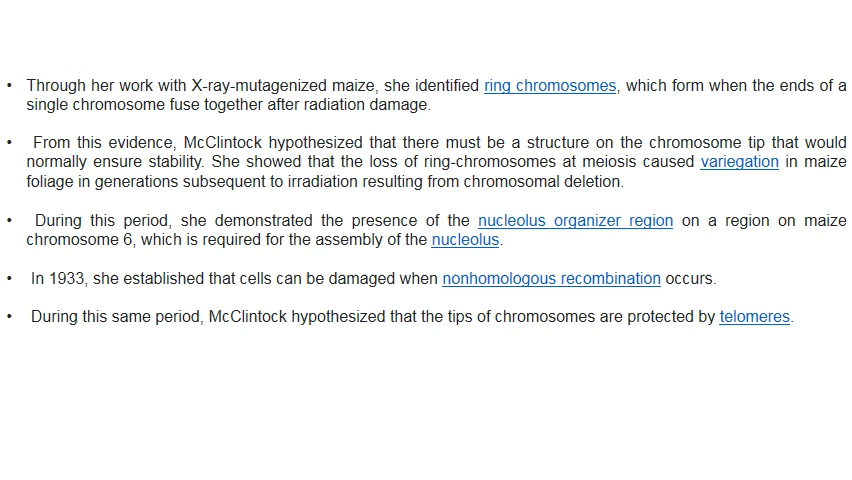 • Through her work with X-ray-mutagenized maize, she identified ring chromosomes, which form when the ends of a
single chromosome fuse together after radiation damage.
• From this evidence, McClintock hypothesized that there must be a structure on the chromosome tip that would
normally ensure stability. She showed that the loss of ring-chromosomes at meiosis caused variegation in maize
foliage in generations subsequent to irradiation resulting from chromosomal deletion.
• During this period, she demonstrated the presence of the nucleolus organizer region on a region on maize
chromosome 6, which is required for the assembly of the nucleolus.
• In 1933, she established that cells can be damaged when nonhomologous recombination occurs.
• During this same period, McClintock hypothesized that the tips of chromosomes are protected by telomeres.